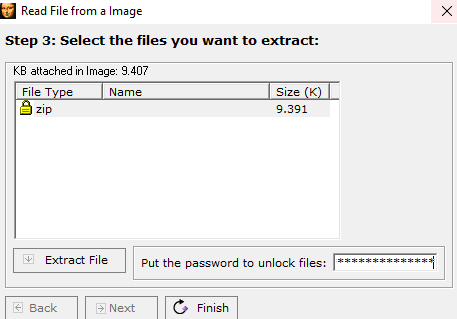 Read File from a Image
Step 3: Select the files you want to extract:
KB attached in Image: 9.407
File Type Name Size (K)
zip 9.391
Extract File Put the password to unlock files: **************
Back Next Finish